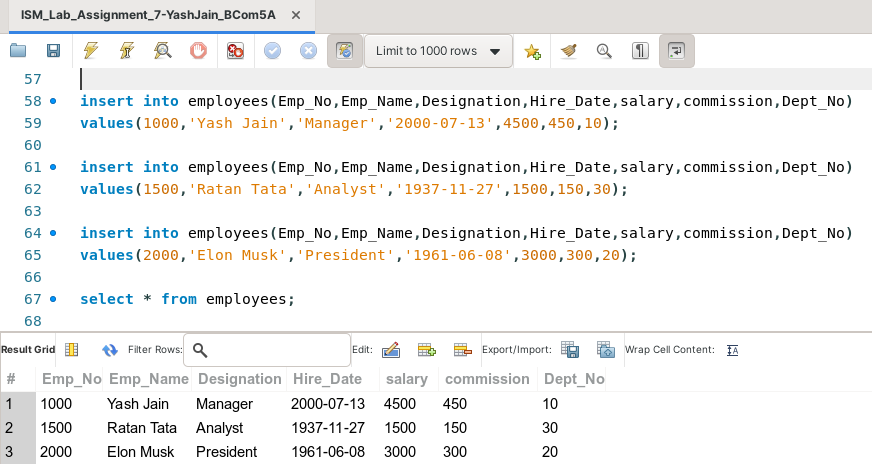 ISM_Lab_Assignment_7-YashJain_BCom5A ×
Limit to 1000 rows
57
58 insert into employees(Emp_No,Emp_Name,Designation,Hire_Date,salary,commission,Dept_No)
59 values(1000,'Yash Jain','Manager','2000-07-13',4500,450,10);
60
61 insert into employees(Emp_No,Emp_Name,Designation,Hire_Date,salary,commission,Dept_No)
62 values(1500,'Ratan Tata','Analyst','1937-11-27',1500,150,30);
63
64 insert into employees(Emp_No,Emp_Name,Designation,Hire_Date,salary,commission,Dept_No)
65 values(2000,'Elon Musk','President','1961-06-08',3000,300,20);
66
67 select * from employees;
68
Result Grid Filter Rows: Edit: Export/Import: Wrap Cell Content: IA
# Emp_No Emp_Name Designation Hire_Date salary commission Dept_No
1 1000 Yash Jain Manager 2000-07-13 4500 450 10
2 1500 Ratan Tata Analyst 1937-11-27 1500 150 30
3 2000 Elon Musk President 1961-06-08 3000 300 20